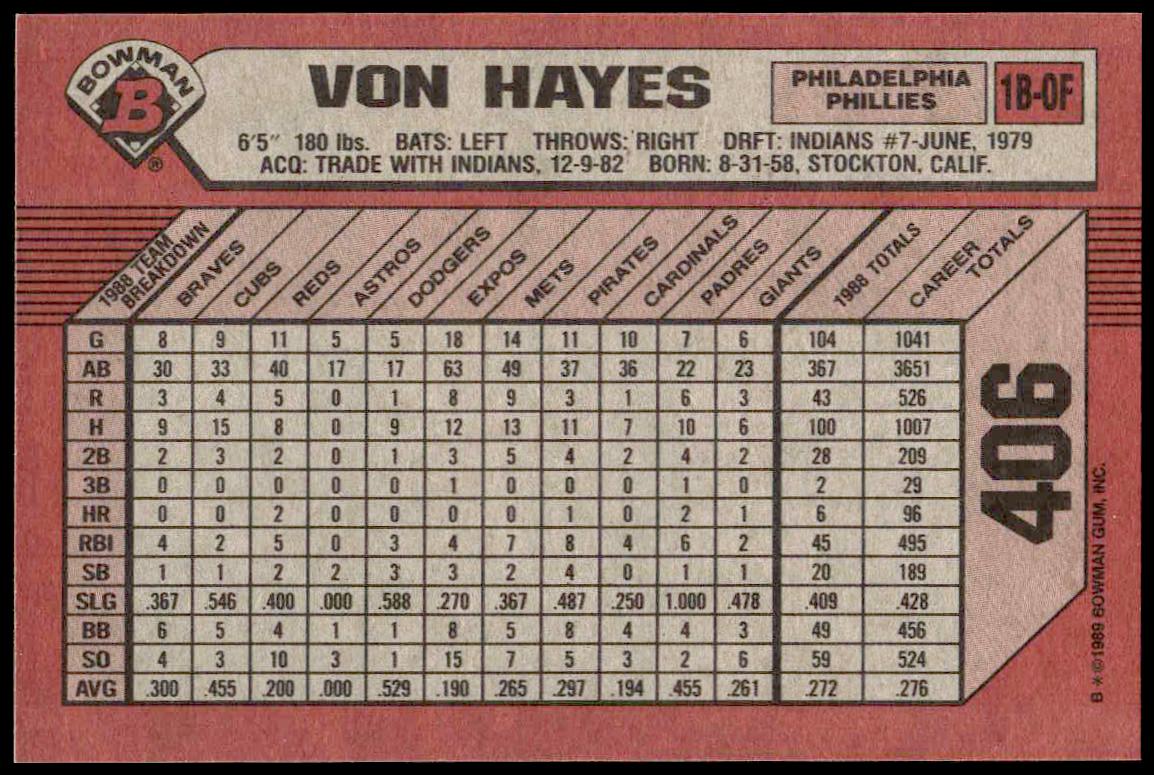 BOWMAN
B
®
VON HAYES
PHILADELPHIA
PHILLIES
1B-OF
6'5" 180 lbs. BATS: LEFT THROWS: RIGHT DRFT: INDIANS #7-JUNE, 1979
ACQ: TRADE WITH INDIANS, 12-9-82 BORN: 8-31-58, STOCKTON, CALIF.
1988 TEAM BREAKDOWN BRAVES CUBS REDS ASTROS DODGERS EXPOS METS PIRATES CARDINALS PADRES GIANTS 1988 TOTALS CAREER TOTALS
G 8 9 11 5 5 18 14 11 10 7 6 104 1041
AB 30 33 40 17 17 63 49 37 36 22 23 367 3651
R 3 4 5 0 1 8 9 3 1 6 3 43 526
H 9 15 8 0 9 12 13 11 7 10 6 100 1007
2B 2 3 2 0 1 3 5 4 2 4 2 28 209
3B 0 0 0 0 0 1 0 0 0 1 0 2 29
HR 0 0 2 0 0 0 0 1 0 2 1 6 96
RBI 4 2 5 0 3 4 7 8 4 6 2 45 495
SB 1 1 2 2 3 3 2 4 0 1 1 20 189
SLG .367 .546 .400 .000 .588 .270 .367 .487 .250 1.000 .478 .409 .428
BB 6 5 4 1 1 8 5 8 4 4 3 49 456
SO 4 3 10 3 1 15 7 5 3 2 6 59 524
AVG .300 .455 .200 .000 .529 .190 .265 .297 .194 .455 .261 .272 .276
406
B *©1989 BOWMAN GUM, INC.